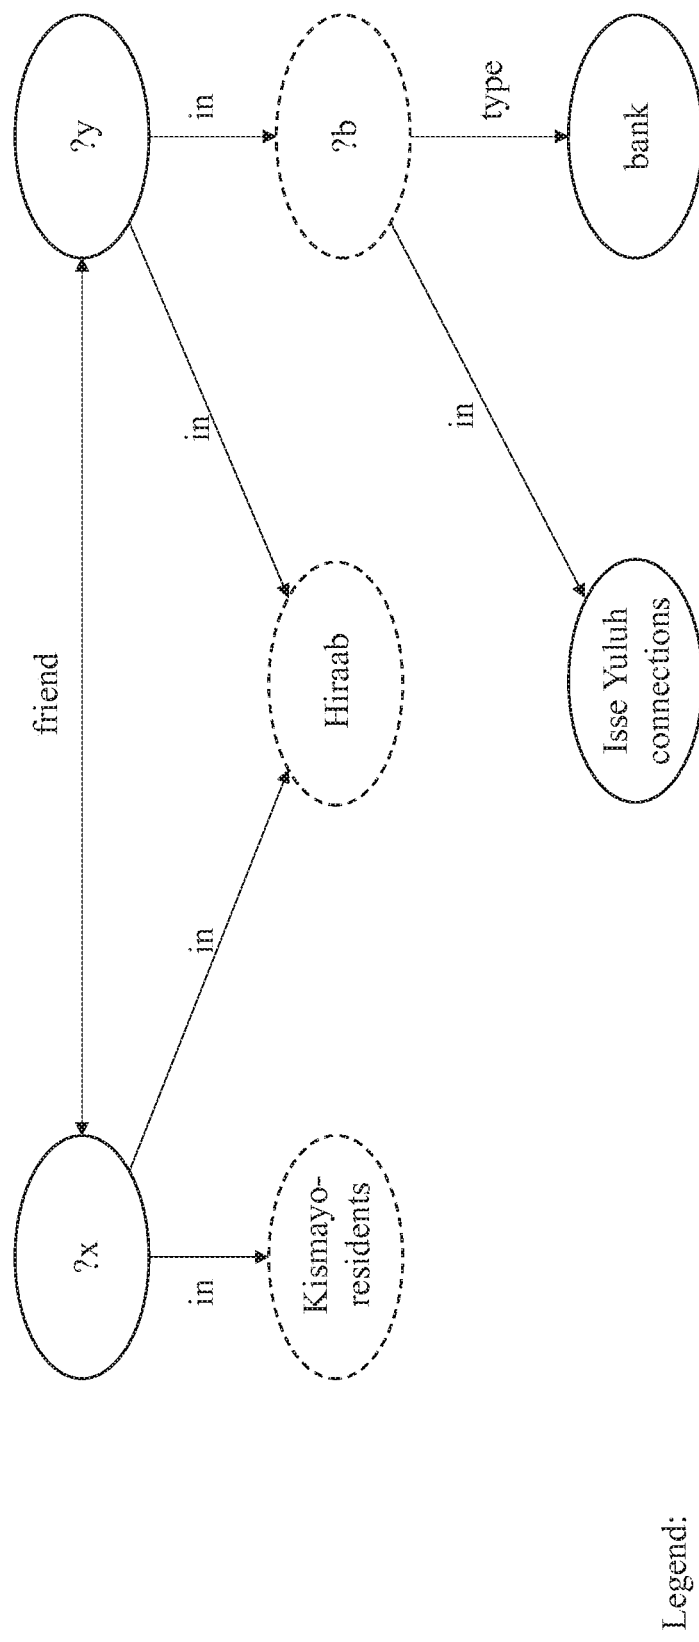 friend
?x
?y
in
in
in
in
Kismayo-
residents
Hiraab
?b
in
type
Isse Yuluh
connections
bank
Legend: